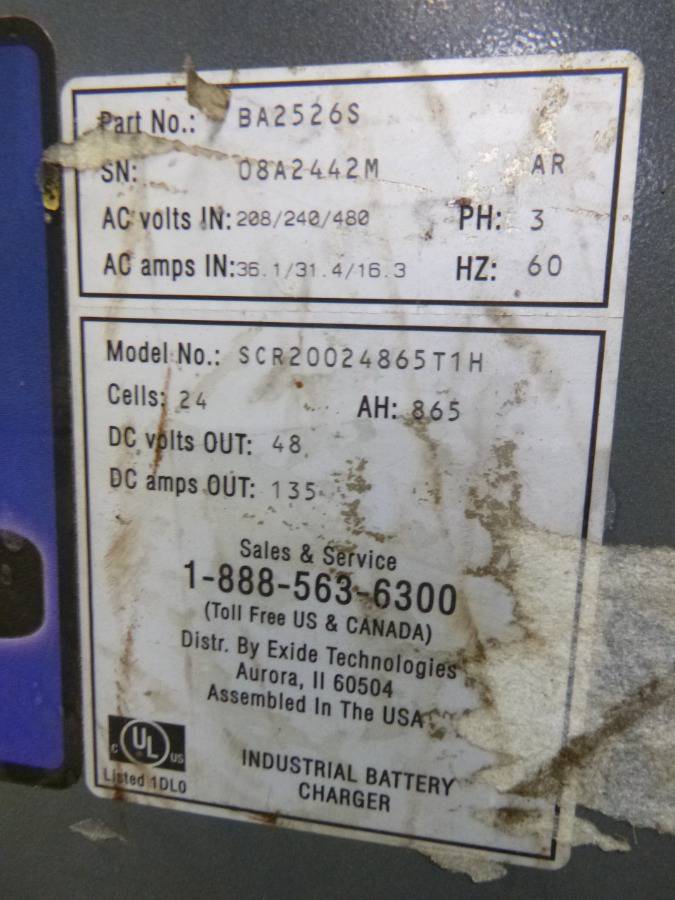 Part No.: BA2526S
SN: 08A2442M AR
AC volts IN: 208/240/480 PH: 3
AC amps IN: 36.1/31.4/16.3 HZ: 60
Model No.: SCR20024865T1H
Cells: 24 AH: 865
DC volts OUT: 48
DC amps OUT: 135
Sales & Service
1-888-563-6300
(Toll Free US & CANADA)
Distr. By Exide Technologies
Aurora, Il 60504
Assembled In The USA
C UL US
Listed 1DL0
INDUSTRIAL BATTERY
CHARGER